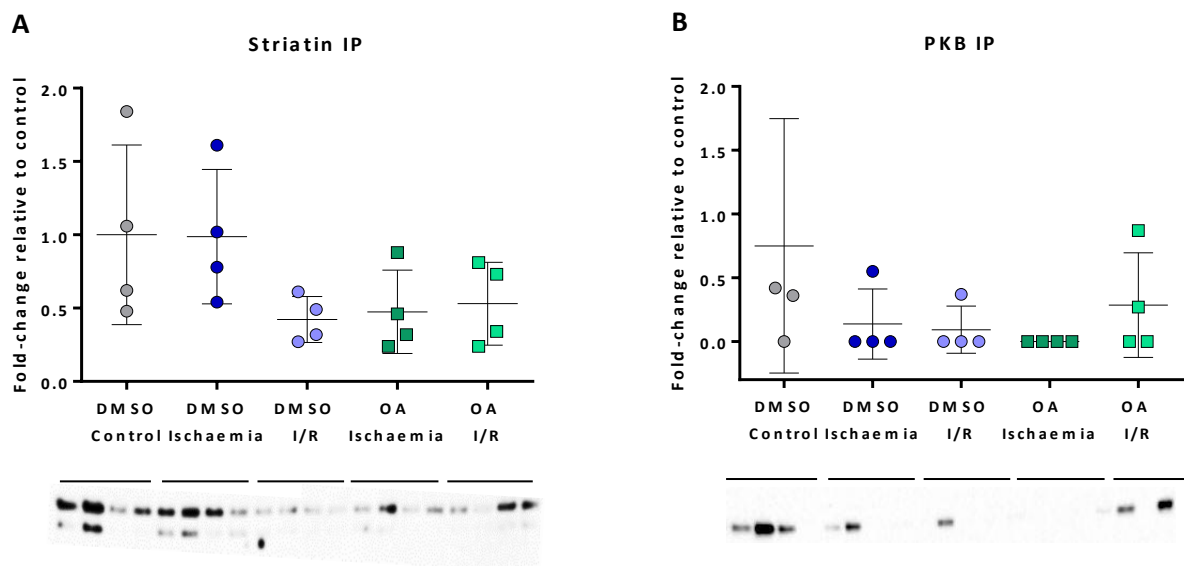 A
Striatin IP
Fold-change relative to control
2.0
1.5
1.0
0.5
0.0
DMSO DMSO DMSO OA OA
Control Ischaemia I/R Ischaemia I/R
B
PKB IP
Fold-change relative to control
2.0
1.5
1.0
0.5
0.0
DMSO DMSO DMSO OA OA
Control Ischaemia I/R Ischaemia I/R